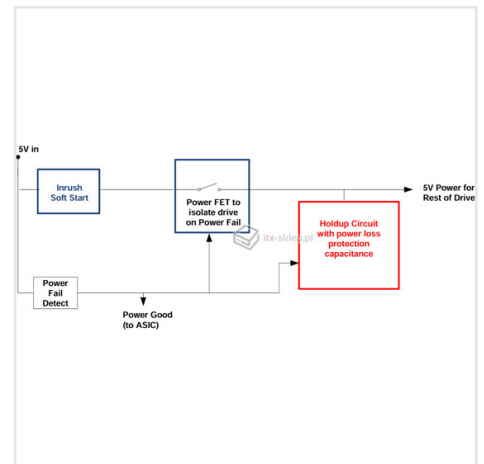 5V in
Inrush
Soft Start
Power FET to
isolate drive
on Power Fail
5V Power for
Rest of Drive
Holdup Circuit
with power loss
protection
capacitance
itx-sklep.pl
Power
Fail
Detect
Power Good
(to ASIC)